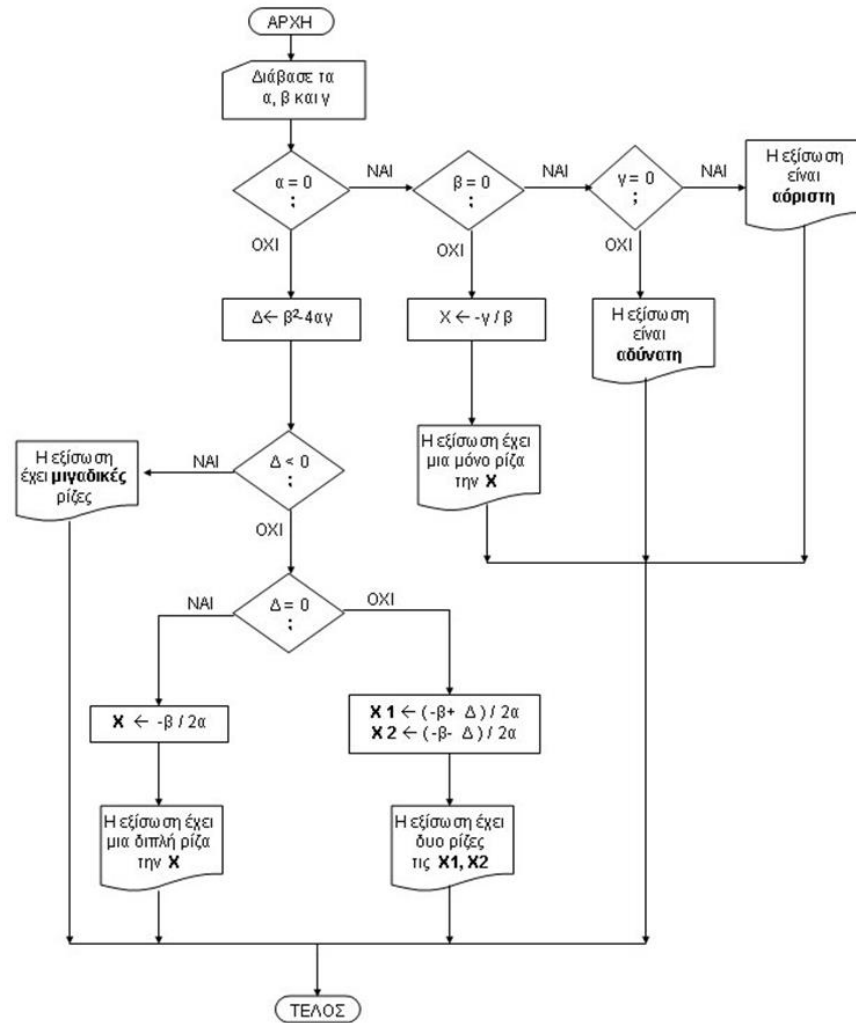 ΑΡΧΗ
Διάβασε τα
α, β και γ
α = 0
;
ΝΑΙ
β = 0
;
ΝΑΙ
γ = 0
;
ΝΑΙ
Η εξίσωση
είναι
αόριστη
ΟΧΙ
ΟΧΙ
ΟΧΙ
Δ← β²-4αγ
Χ ← -γ / β
Η εξίσωση
είναι
αδύνατη
Η εξίσωση έχει
μια μόνο ρίζα
την Χ
Δ < 0
;
ΝΑΙ
Η εξίσωση
έχει μιγαδικές
ρίζες
ΟΧΙ
Δ = 0
;
ΝΑΙ
ΟΧΙ
Χ ← -β / 2α
Χ 1 ← (-β+ Δ ) / 2α
Χ 2 ← (-β- Δ ) / 2α
Η εξίσωση έχει
μια διπλή ρίζα
την Χ
Η εξίσωση έχει
δυο ρίζες
τις Χ1, Χ2
ΤΕΛΟΣ